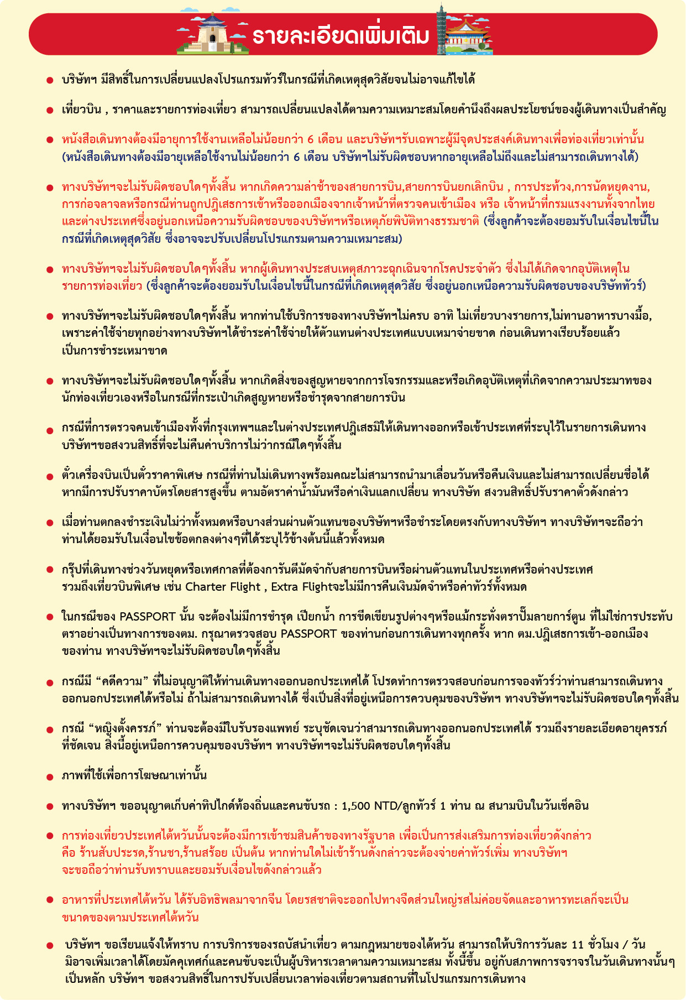 รายละเอียดเพิ่มเติม
บริษัทฯ มีสิทธิ์ในการเปลี่ยนแปลงโปรแกรมทัวร์ในกรณีที่เกิดเหตุสุดวิสัยจนไม่อาจแก้ไขได้
เที่ยวบิน , ราคาและรายการท่องเที่ยว สามารถเปลี่ยนแปลงได้ตามความเหมาะสมโดยคำนึงถึงผลประโยชน์ของผู้เดินทางเป็นสำคัญ
หนังสือเดินทางต้องมีอายุการใช้งานเหลือไม่น้อยกว่า 6 เดือน และบริษัทฯรับเฉพาะผู้มีจุดประสงค์เดินทางเพื่อท่องเที่ยวเท่านั้น
(หนังสือเดินทางต้องมีอายุเหลือใช้งานไม่น้อยกว่า 6 เดือน บริษัทฯไม่รับผิดชอบหากอายุเหลือไม่ถึงและไม่สามารถเดินทางได้)
ทางบริษัทฯจะไม่รับผิดชอบใดๆทั้งสิ้น หากเกิดความล่าช้าของสายการบิน,สายการบินยกเลิกบิน , การประท้วง,การนัดหยุดงาน,
การก่อจลาจลหรือกรณีท่านถูกปฎิเสธการเข้าหรือออกเมืองจากเจ้าหน้าที่ตรวจคนเข้าเมือง หรือ เจ้าหน้าที่กรมแรงงานทั้งจากไทย
และต่างประเทศซึ่งอยู่นอกเหนือความรับผิดชอบของบริษัทฯหรือเหตุภัยพิบัติทางธรรมชาติ (ซึ่งลูกค้าจะต้องยอมรับในเงื่อนไขนี้ใน
กรณีที่เกิดเหตุสุดวิสัย ซึ่งอาจจะปรับเปลี่ยนโปรแกรมตามความเหมาะสม)
ทางบริษัทฯจะไม่รับผิดชอบใดๆทั้งสิ้น หากผู้เดินทางประสบเหตุสภาวะฉุกเฉินจากโรคประจำตัว ซึ่งไม่ได้เกิดจากอุบัติเหตุใน
รายการท่องเที่ยว (ซึ่งลูกค้าจะต้องยอมรับในเงื่อนไขนี้ในกรณีที่เกิดเหตุสุดวิสัย ซึ่งอยู่นอกเหนือความรับผิดชอบของบริษัททัวร์)
ทางบริษัทฯจะไม่รับผิดชอบใดๆทั้งสิ้น หากท่านใช้บริการของทางบริษัทฯไม่ครบ อาทิ ไม่เที่ยวบางรายการ,ไม่ทานอาหารบางมื้อ,
เพราะค่าใช้จ่ายทุกอย่างทางบริษัทฯได้ชำระค่าใช้จ่ายให้ตัวแทนต่างประเทศแบบเหมาจ่ายขาด ก่อนเดินทางเรียบร้อยแล้ว
เป็นการชำระเหมาขาด
ทางบริษัทฯจะไม่รับผิดชอบใดๆทั้งสิ้น หากเกิดสิ่งของสูญหายจากการโจรกรรมและหรือเกิดอุบัติเหตุที่เกิดจากความประมาทของ
นักท่องเที่ยวเองหรือในกรณีที่กระเป๋าเกิดสูญหายหรือชำรุดจากสายการบิน
กรณีที่การตรวจคนเข้าเมืองทั้งที่กรุงเทพฯและในต่างประเทศปฎิเสธมิให้เดินทางออกหรือเข้าประเทศที่ระบุไว้ในรายการเดินทาง
บริษัทฯขอสงวนสิทธิ์ที่จะไม่คืนค่าบริการไม่ว่ากรณีใดๆทั้งสิ้น
ตั๋วเครื่องบินเป็นตั๋วราคาพิเศษ กรณีที่ท่านไม่เดินทางพร้อมคณะไม่สามารถนำมาเลื่อนวันหรือคืนเงินและไม่สามารถเปลี่ยนชื่อได้
หากมีการปรับราคาบัตรโดยสารสูงขึ้น ตามอัตราค่าน้ำมันหรือค่าเงินแลกเปลี่ยน ทางบริษัท สงวนสิทธิ์ปรับราคาตั๋วดังกล่าว
เมื่อท่านตกลงชำระเงินไม่ว่าทั้งหมดหรือบางส่วนผ่านตัวแทนของบริษัทฯหรือชำระโดยตรงกับทางบริษัทฯ ทางบริษัทฯจะถือว่า
ท่านได้ยอมรับในเงื่อนไขข้อตกลงต่างๆที่ได้ระบุไว้ข้างต้นนี้แล้วทั้งหมด
กรุ๊ปที่เดินทางช่วงวันหยุดหรือเทศกาลที่ต้องการันตีมัดจำกับสายการบินหรือผ่านตัวแทนในประเทศหรือต่างประเทศ
รวมถึงเที่ยวบินพิเศษ เช่น Charter Flight , Extra Flightจะไม่มีการคืนเงินมัดจำหรือค่าทัวร์ทั้งหมด
ในกรณีของ PASSPORT นั้น จะต้องไม่มีการชำรุด เปียกน้ำ การขีดเขียนรูปต่างๆหรือแม้กระทั่งตราปั๊มลายการ์ตูน ที่ไม่ใช่การประทับ
ตราอย่างเป็นทางการของตม. กรุณาตรวจสอบ PASSPORT ของท่านก่อนการเดินทางทุกครั้ง หาก ตม.ปฎิเสธการเข้า-ออกเมือง
ของท่าน ทางบริษัทฯจะไม่รับผิดชอบใดๆทั้งสิ้น
กรณีมี “คดีความ” ที่ไม่อนุญาติให้ท่านเดินทางออกนอกประเทศได้ โปรดทำการตรวจสอบก่อนการจองทัวร์ว่าท่านสามารถเดินทาง
ออกนอกประเทศได้หรือไม่ ถ้าไม่สามารถเดินทางได้ ซึ่งเป็นสิ่งที่อยู่เหนือการควบคุมของบริษัทฯ ทางบริษัทฯจะไม่รับผิดชอบใดๆทั้งสิ้น
กรณี “หญิงตั้งครรภ์” ท่านจะต้องมีใบรับรองแพทย์ ระบุชัดเจนว่าสามารถเดินทางออกนอกประเทศได้ รวมถึงรายละเอียดอายุครรภ์
ที่ชัดเจน สิ่งนี้อยู่เหนือการควบคุมของบริษัทฯ ทางบริษัทฯจะไม่รับผิดชอบใดๆทั้งสิ้น
ภาพที่ใช้เพื่อการโฆษณาเท่านั้น
ทางบริษัทฯ ขออนุญาตเก็บค่าทิปไกด์ท้องถิ่นและคนขับรถ : 1,500 NTD/ลูกทัวร์ 1 ท่าน ณ สนามบินในวันเช็คอิน
การท่องเที่ยวประเทศไต้หวันนั้นจะต้องมีการเข้าชมสินค้าของทางรัฐบาล เพื่อเป็นการส่งเสริมการท่องเที่ยวดังกล่าว
คือ ร้านสับประรด,ร้านชา,ร้านสร้อย เป็นต้น หากท่านใดไม่เข้าร้านดังกล่าวจะต้องจ่ายค่าทัวร์เพิ่ม ทางบริษัทฯ
จะขอถือว่าท่านรับทราบและยอมรับเงื่อนไขดังกล่าวแล้ว
อาหารที่ประเทศไต้หวัน ได้รับอิทธิพลมาจากจีน โดยรสชาติจะออกไปทางจืดส่วนใหญ่รสไม่ค่อยจัดและอาหารทะเลก็จะเป็น
ขนาดของตามประเทศไต้หวัน
บริษัทฯ ขอเรียนแจ้งให้ทราบ การบริการของรถบัสนำเที่ยว ตามกฎหมายของไต้หวัน สามารถให้บริการวันละ 11 ชั่วโมง / วัน
มิอาจเพิ่มเวลาได้โดยมัคคุเทศก์และคนขับจะเป็นผู้บริหารเวลาตามความเหมาะสม ทั้งนี้ขึ้น อยู่กับสภาพการจราจรในวันเดินทางนั้นๆ
เป็นหลัก บริษัทฯ ขอสงวนสิทธิ์ในการปรับเปลี่ยนเวลาท่องเที่ยวตามสถานที่ในโปรแกรมการเดินทาง